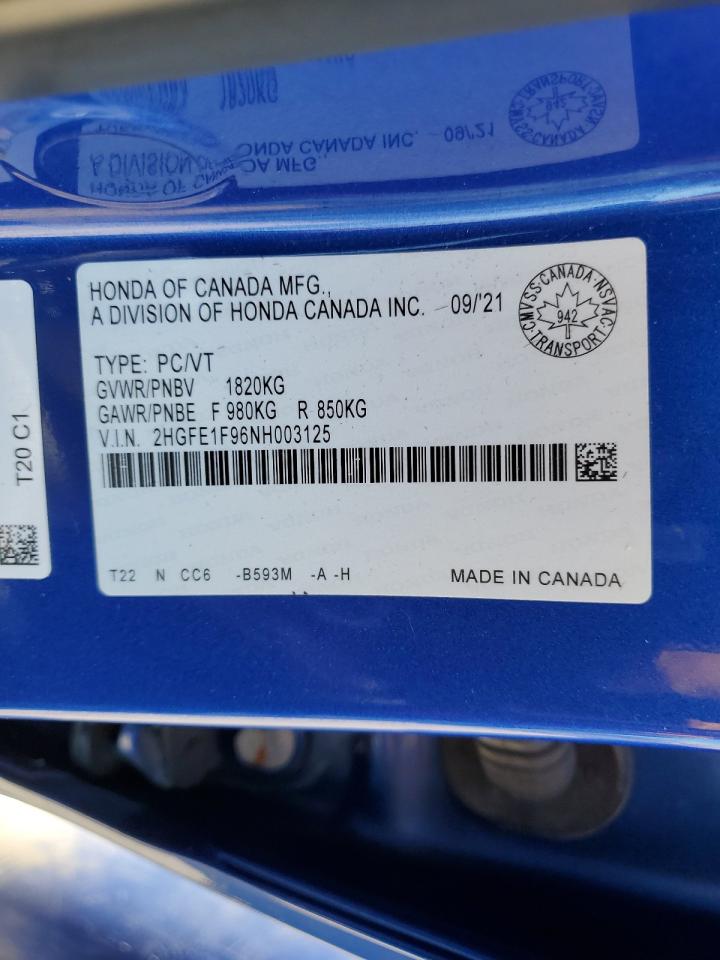 HONDA OF CANADA MFG.,
A DIVISION OF HONDA CANADA INC. 09/'21
CMVSS·CANADA·NSVAC·TRANSPORT
942
TYPE: PC/VT
GVWR/PNBV 1820KG
GAWR/PNBE F 980KG R 850KG
V.I.N. 2HGFE1F96NH003125
T22 N CC6 -B593M -A -H
MADE IN CANADA
T20 C1